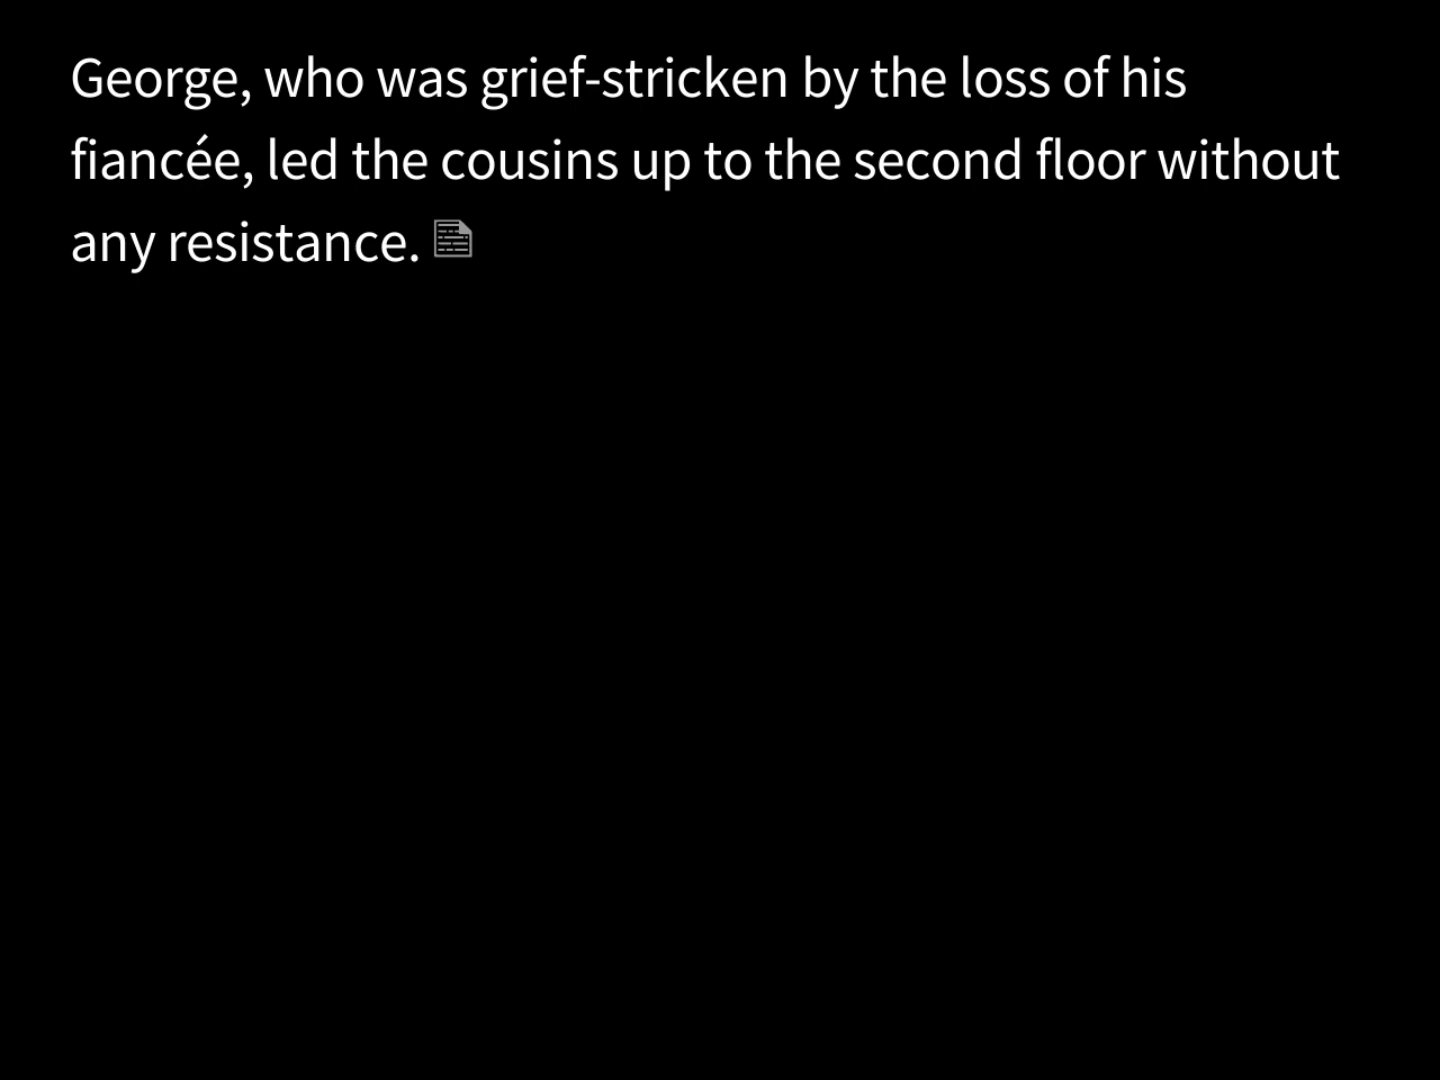 George, who was grief-stricken by the loss of his
fiancée, led the cousins up to the second floor without
any resistance.